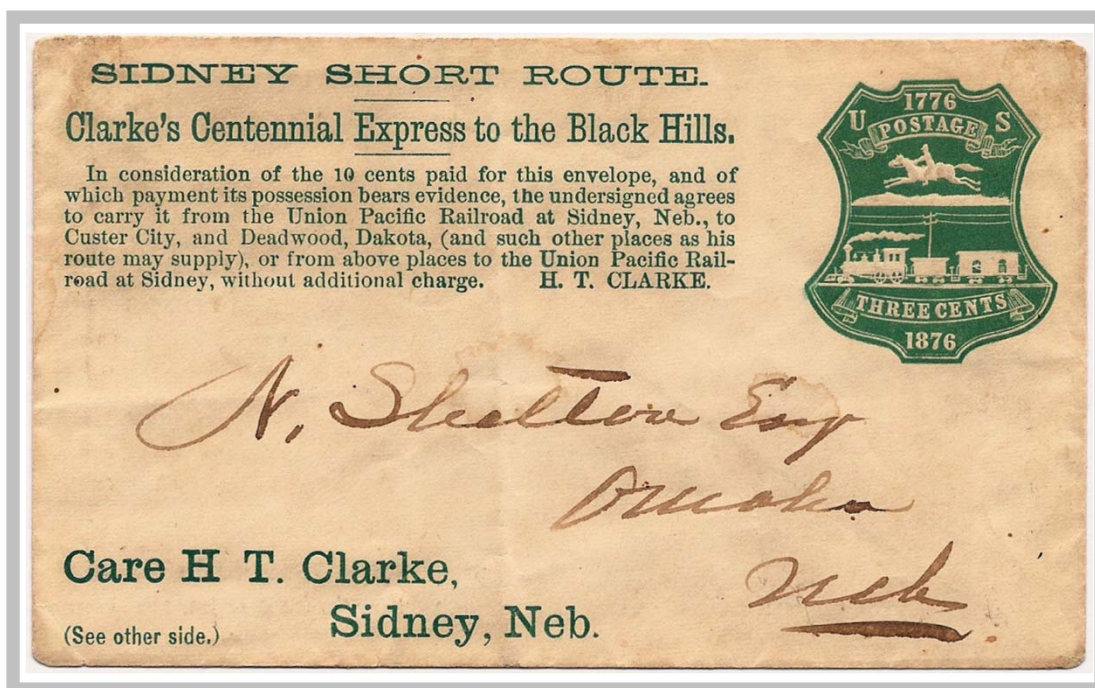 SIDNEY SHORT ROUTE.
Clarke's Centennial Express to the Black Hills.
In consideration of the 10 cents paid for this envelope, and of
which payment its possession bears evidence, the undersigned agrees
to carry it from the Union Pacific Railroad at Sidney, Neb., to
Custer City, and Deadwood, Dakota, (and such other places as his
route may supply), or from above places to the Union Pacific Rail-
road at Sidney, without additional charge. H. T. CLARKE.
1776
U POSTAGE S
THREE CENTS
1876
N. Shelton Esq
Omaha
Neb
Care H T. Clarke,
Sidney, Neb.
(See other side.)